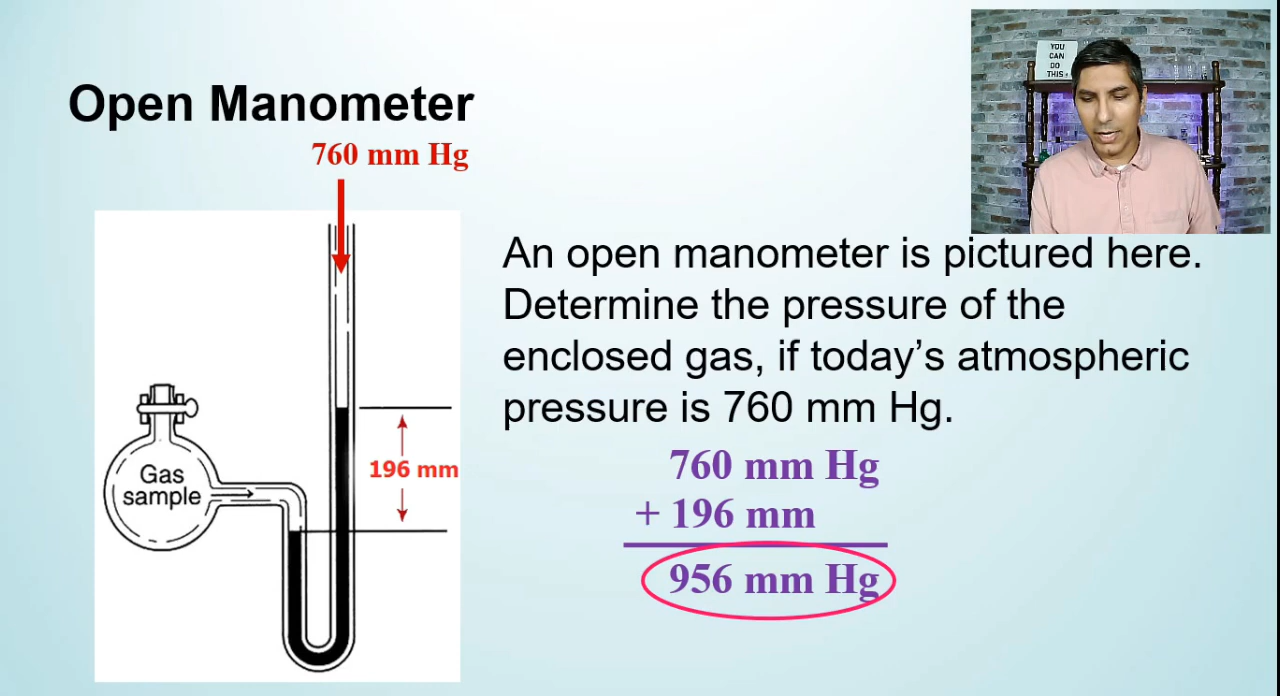 YOU
CAN
DO
THIS
Open Manometer
760 mm Hg
An open manometer is pictured here.
Determine the pressure of the
enclosed gas, if today’s atmospheric
pressure is 760 mm Hg.
Gas
sample
196 mm
760 mm Hg
+ 196 mm
956 mm Hg